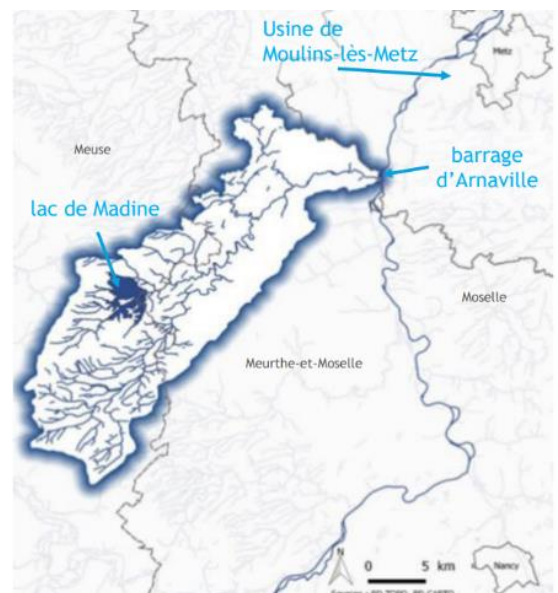 Usine de
Moulins-lès-Metz
Metz
Meuse
barrage
d'Arnaville
lac de Madine
Moselle
Meurthe-et-Moselle
N
0 5 km
Nancy